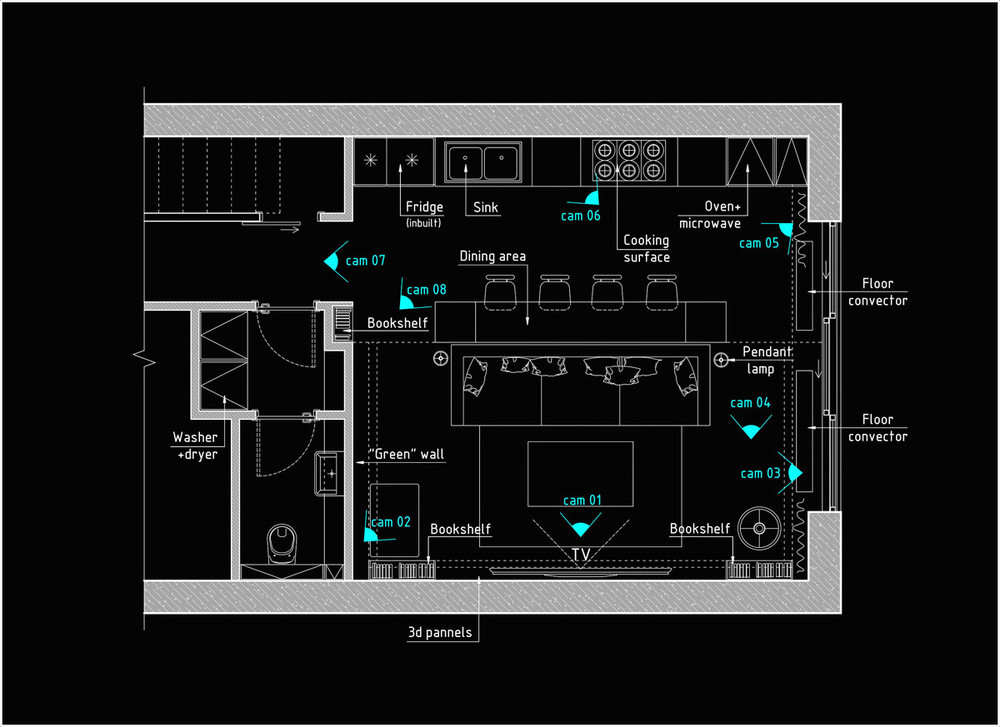 Fridge
(inbuilt)
Sink
cam 06
Oven+
microwave
cam 05
Cooking
surface
cam 07
Dining area
cam 08
Floor
convector
Bookshelf
Pendant
lamp
cam 04
Floor
convector
Washer
+dryer
"Green" wall
cam 03
cam 01
cam 02
Bookshelf
Bookshelf
TV
3d pannels